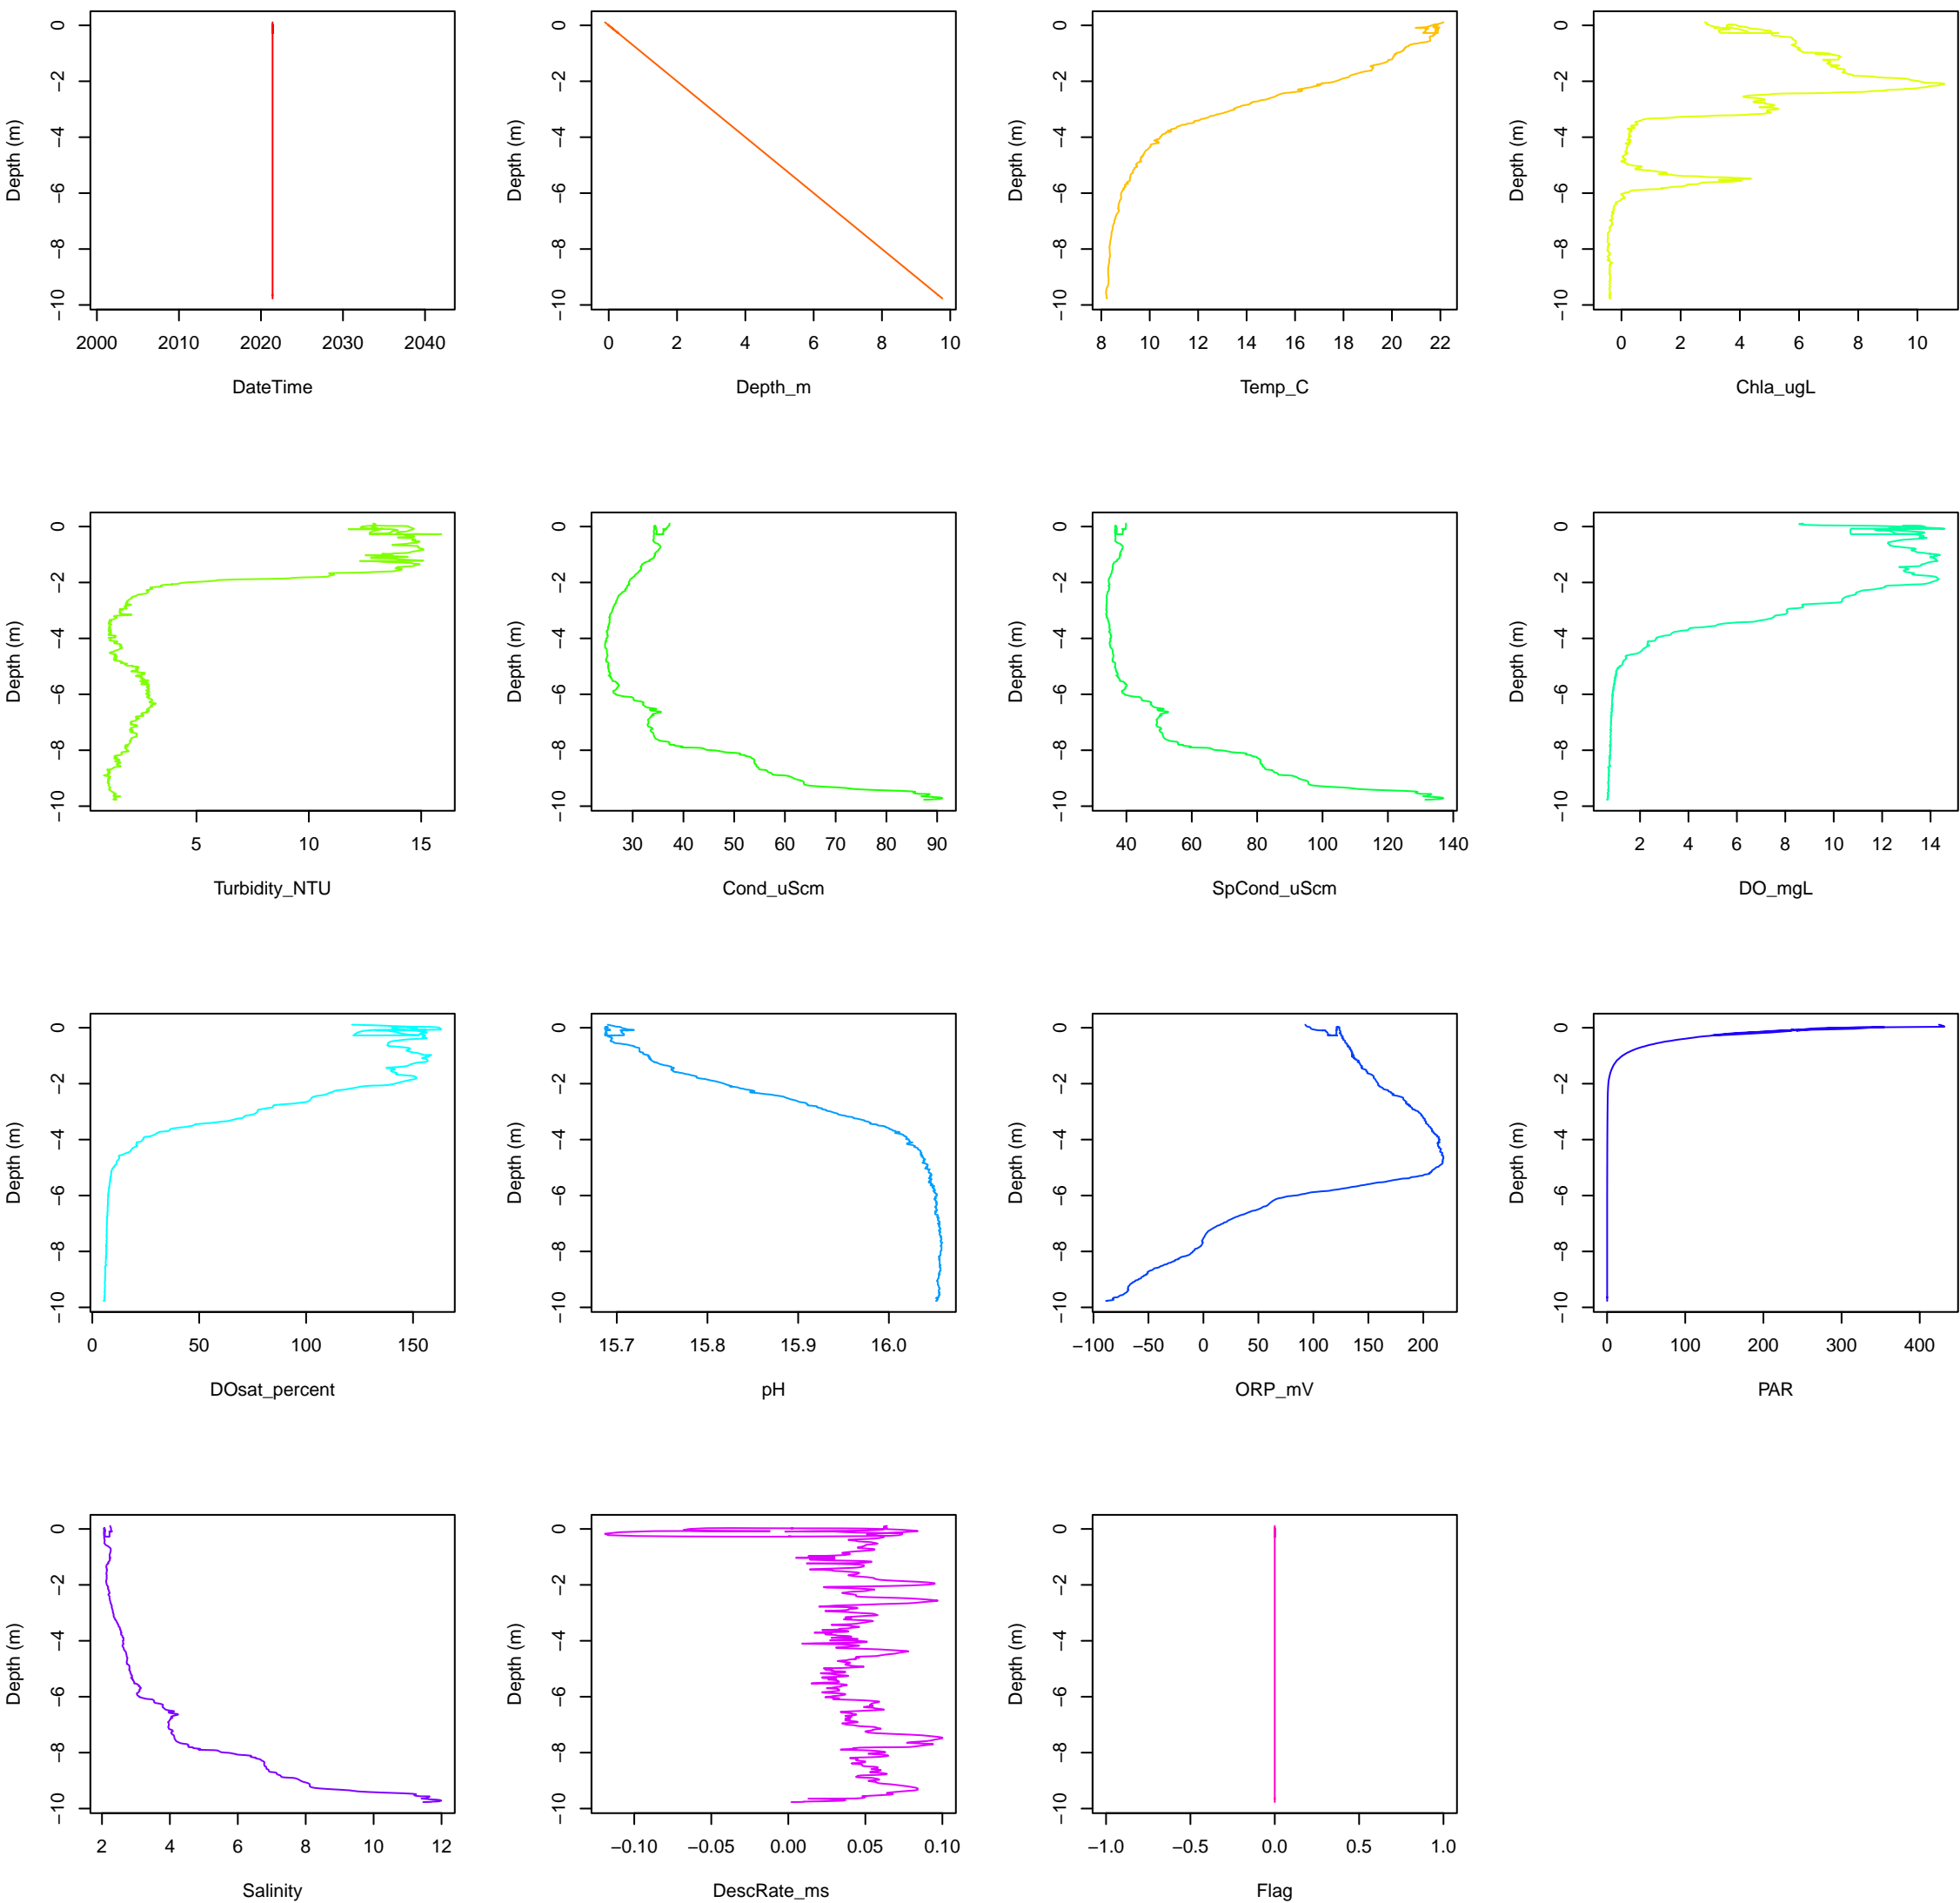 0 −2 −4 −6 −8 −10
Depth (m)
2000 2010 2020 2030 2040
DateTime
0 −2 −4 −6 −8 −10
Depth (m)
0 2 4 6 8 10
Depth_m
0 −2 −4 −6 −8 −10
Depth (m)
8 10 12 14 16 18 20 22
Temp_C
0 −2 −4 −6 −8 −10
Depth (m)
0 2 4 6 8 10
Chla_ugL
0 −2 −4 −6 −8 −10
Depth (m)
5 10 15
Turbidity_NTU
0 −2 −4 −6 −8 −10
Depth (m)
30 40 50 60 70 80 90
Cond_uScm
0 −2 −4 −6 −8 −10
Depth (m)
40 60 80 100 120 140
SpCond_uScm
0 −2 −4 −6 −8 −10
Depth (m)
2 4 6 8 10 12 14
DO_mgL
0 −2 −4 −6 −8 −10
Depth (m)
0 50 100 150
DOsat_percent
0 −2 −4 −6 −8 −10
Depth (m)
15.7 15.8 15.9 16.0
pH
0 −2 −4 −6 −8 −10
Depth (m)
−100 −50 0 50 100 150 200
ORP_mV
0 −2 −4 −6 −8 −10
Depth (m)
0 100 200 300 400
PAR
0 −2 −4 −6 −8 −10
Depth (m)
2 4 6 8 10 12
Salinity
0 −2 −4 −6 −8 −10
Depth (m)
−0.10 −0.05 0.00 0.05 0.10
DescRate_ms
0 −2 −4 −6 −8 −10
Depth (m)
−1.0 −0.5 0.0 0.5 1.0
Flag